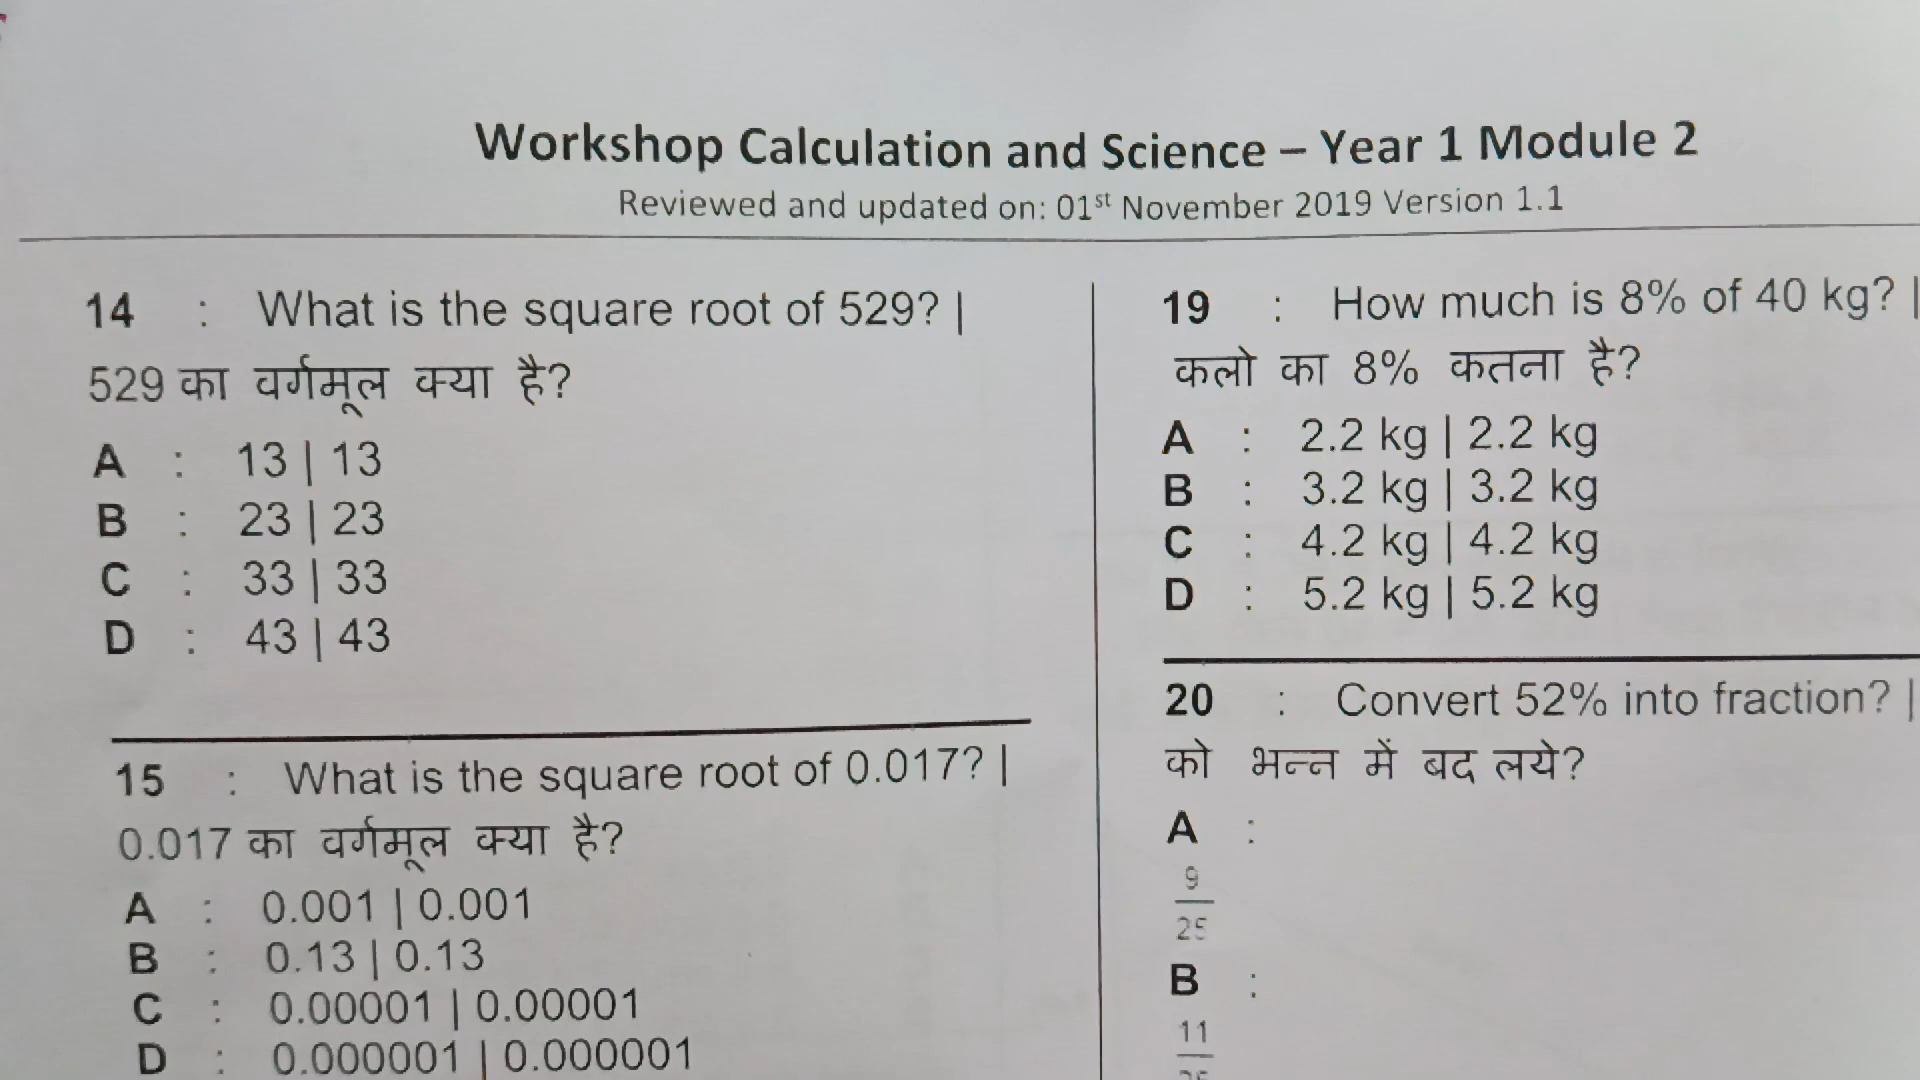 Workshop Calculation and Science – Year 1 Module 2
Reviewed and updated on: 01st November 2019 Version 1.1
14 : What is the square root of 529? |
529 का वर्गमूल क्या है?
A : 13 | 13
B : 23 | 23
C : 33 | 33
D : 43 | 43
15 : What is the square root of 0.017? |
0.017 का वर्गमूल क्या है?
A : 0.001 | 0.001
B : 0.13 | 0.13
C : 0.00001 | 0.00001
D : 0.000001 | 0.000001
19 : How much is 8% of 40 kg? |
कलो का 8% कतना है?
A : 2.2 kg | 2.2 kg
B : 3.2 kg | 3.2 kg
C : 4.2 kg | 4.2 kg
D : 5.2 kg | 5.2 kg
20 : Convert 52% into fraction? |
को भन्न में बद लये?
A :
9
25
B :
11